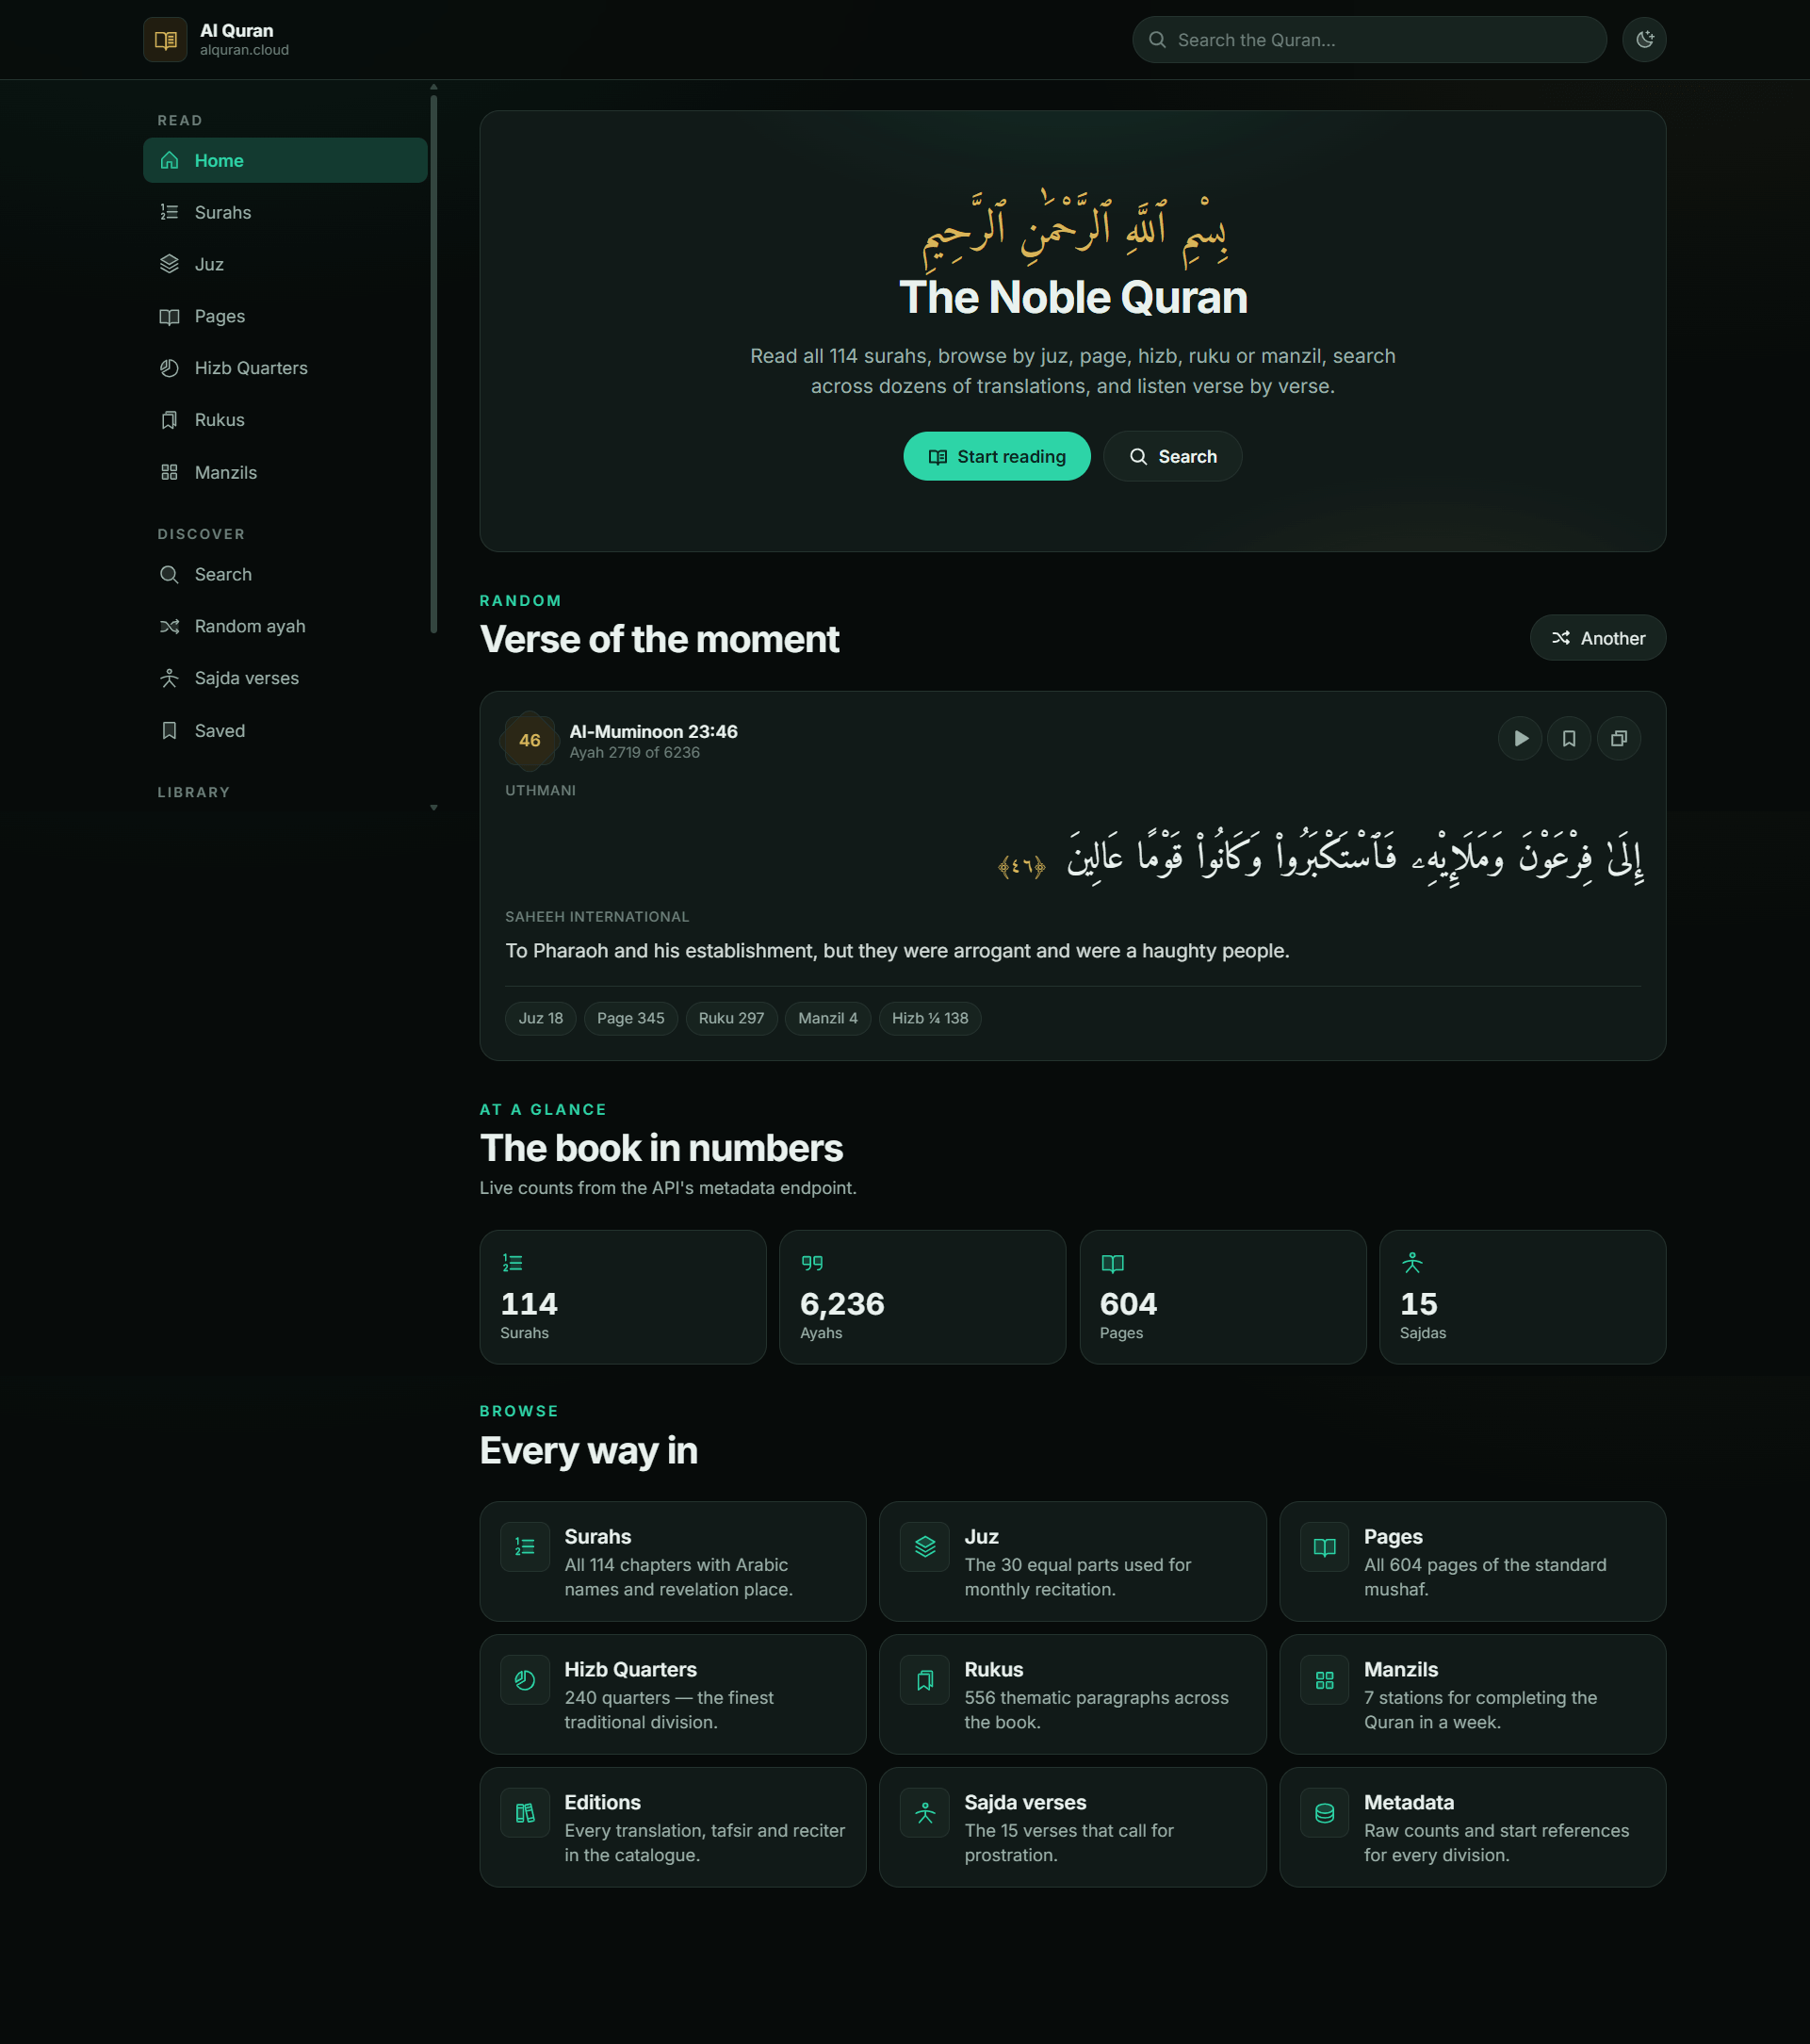 Al Quran
alquran.cloud
Search the Quran...
READ
Home
Surahs
Juz
Pages
Hizb Quarters
Rukus
Manzils
DISCOVER
Search
Random ayah
Sajda verses
Saved
LIBRARY
بِسْمِ ٱللَّهِ ٱلرَّحْمَٰنِ ٱلرَّحِيمِ
The Noble Quran
Read all 114 surahs, browse by juz, page, hizb, ruku or manzil, search
across dozens of translations, and listen verse by verse.
Start reading
Search
RANDOM
Verse of the moment
Another
46
Al-Muminoon 23:46
Ayah 2719 of 6236
UTHMANI
إِلَىٰ فِرْعَوْنَ وَمَلَإِي۟هِۦ فَٱسْتَكْبَرُوا۟ وَكَانُوا۟ قَوْمًا عَالِينَ ﴿٤٦﴾
SAHEEH INTERNATIONAL
To Pharaoh and his establishment, but they were arrogant and were a haughty people.
Juz 18
Page 345
Ruku 297
Manzil 4
Hizb ¼ 138
AT A GLANCE
The book in numbers
Live counts from the API's metadata endpoint.
114
Surahs
6,236
Ayahs
604
Pages
15
Sajdas
BROWSE
Every way in
Surahs
All 114 chapters with Arabic
names and revelation place.
Juz
The 30 equal parts used for
monthly recitation.
Pages
All 604 pages of the standard
mushaf.
Hizb Quarters
240 quarters — the finest
traditional division.
Rukus
556 thematic paragraphs across
the book.
Manzils
7 stations for completing the
Quran in a week.
Editions
Every translation, tafsir and reciter
in the catalogue.
Sajda verses
The 15 verses that call for
prostration.
Metadata
Raw counts and start references
for every division.